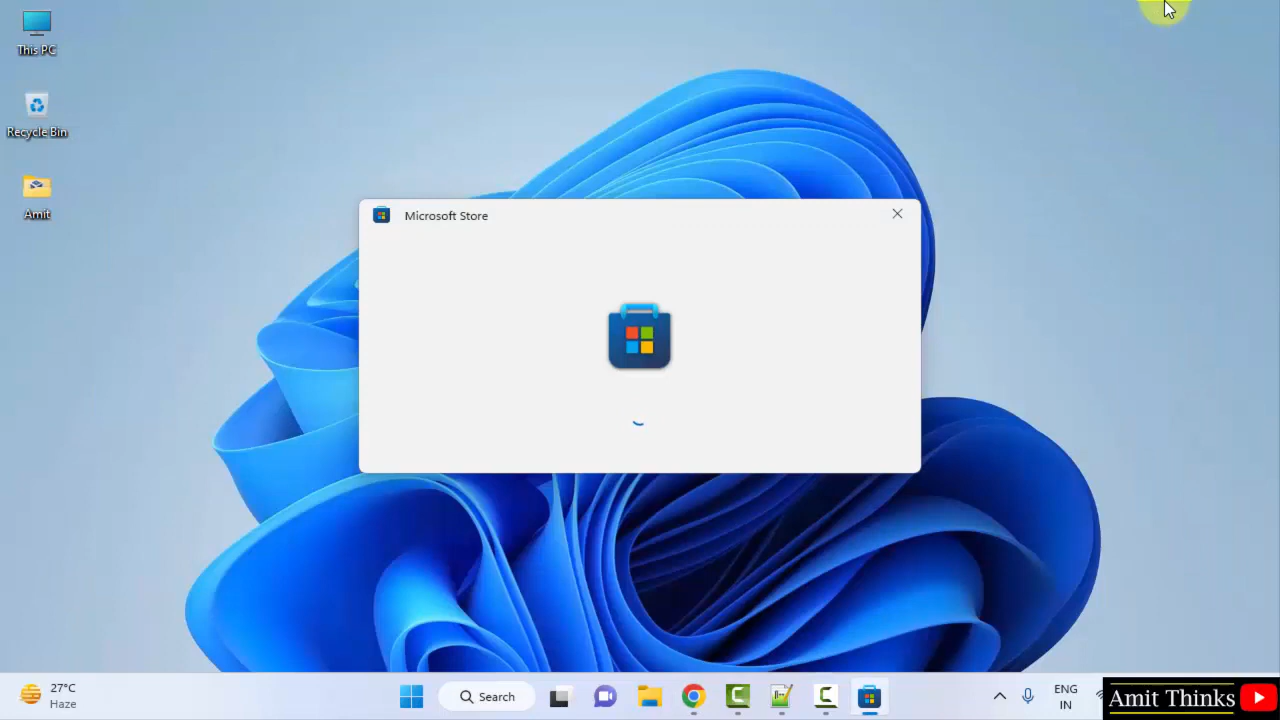 This PC
Recycle Bin
Amit
Microsoft Store
27°C
Haze
Search
ENG
IN
Amit Thinks